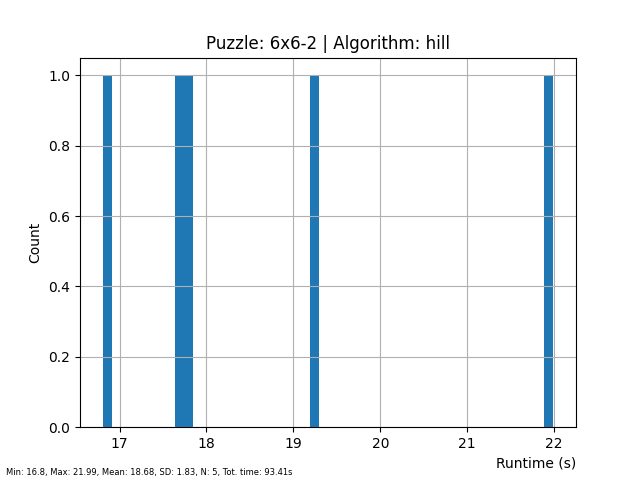 Puzzle: 6x6-2 | Algorithm: hill
1.0
0.8
0.6
0.4
0.2
0.0
Count
17 18 19 20 21 22
Runtime (s)
Min: 16.8, Max: 21.99, Mean: 18.68, SD: 1.83, N: 5, Tot. time: 93.41s